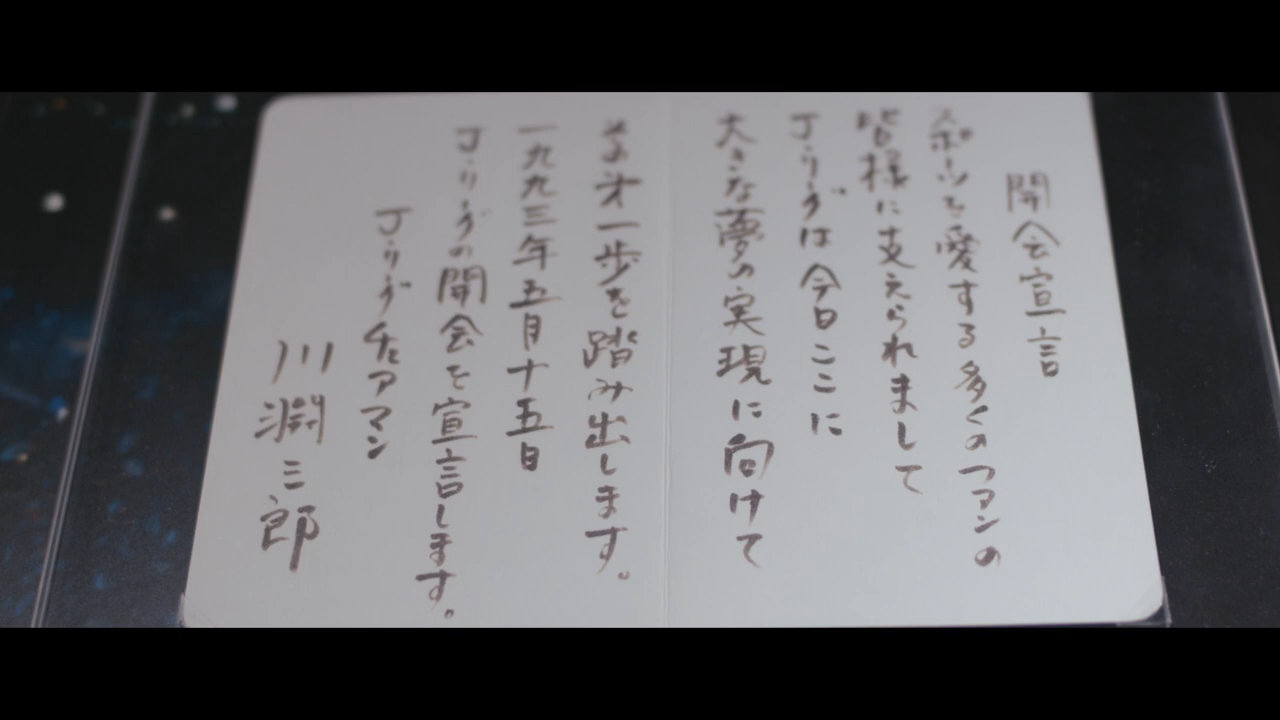 開会宣言
スポーツを愛する多くのファンの
皆様に支えられまして
Jリーグは今日ここに
大きな夢の実現に向けて
その才一歩を踏み出します。
一九九三年五月十五日
Jリーグの開会を宣言します。
Jリーグチェアマン
川淵三郎